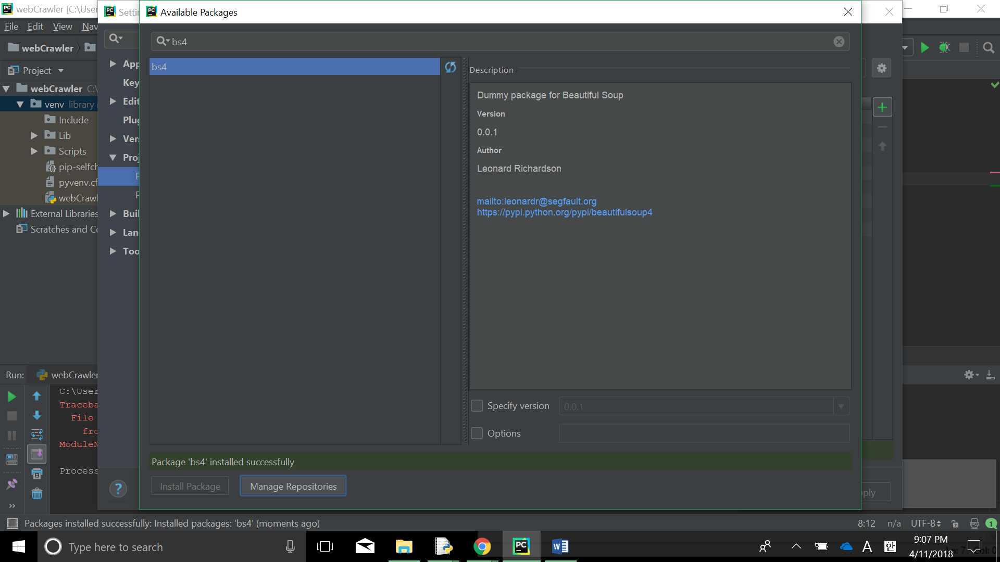 webCrawler [C:\User
Settin
Available Packages
File Edit View Nav
bs4
webCrawler
Project
webCrawler C:\
venv library
Include
Lib
Scripts
pip-selfch
pyvenv.cf
webCrawl
External Libraries
Scratches and Co
App
Key
Edit
Plug
Vers
Proj
P
P
Buil
Lan
Too
bs4
Description
Dummy package for Beautiful Soup
Version
0.0.1
Author
Leonard Richardson
mailto:leonardr@segfault.org
https://pypi.python.org/pypi/beautifulsoup4
Specify version 0.0.1
Options
Package 'bs4' installed successfully
Install Package Manage Repositories
pply
Run: webCrawler
C:\User
Traceba
File
fro
ModuleN
Process
Packages installed successfully: Installed packages: 'bs4' (moments ago)
8:12 n/a UTF-8 1
Type here to search
A 한
9:07 PM
4/11/2018